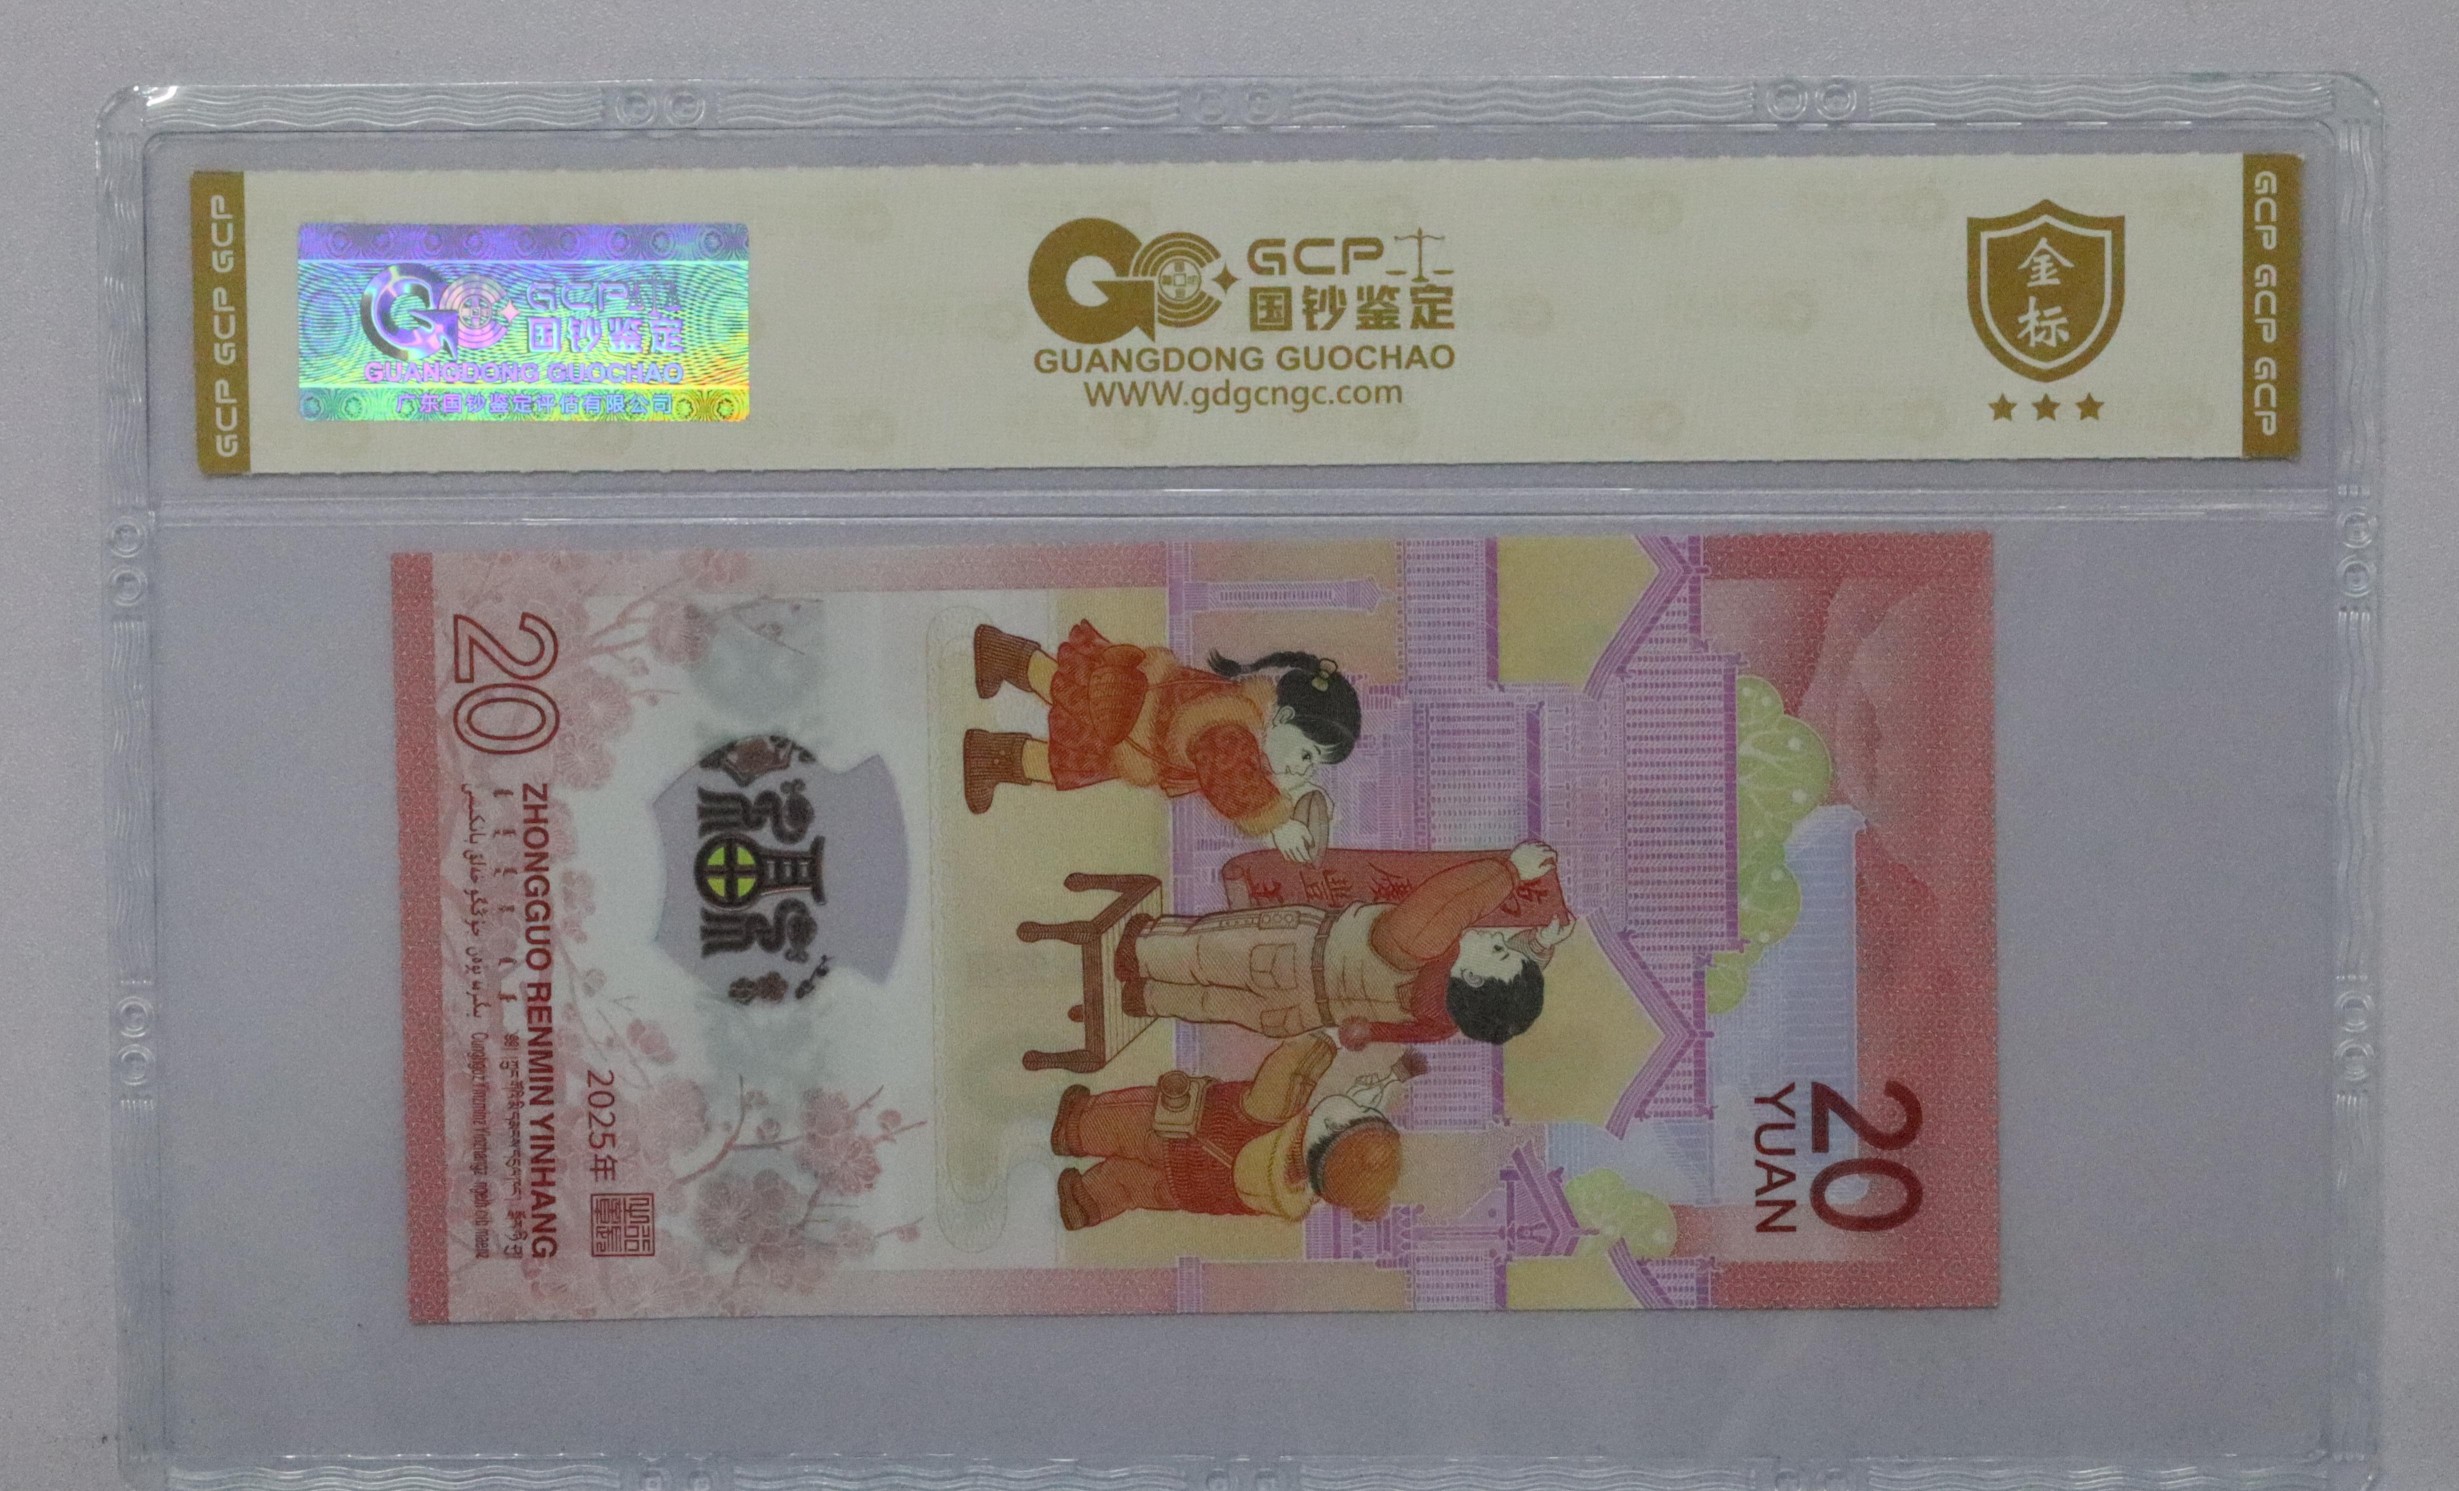 GCP GCP GCP
GCP
国钞鉴定
GUANGDONG GUOCHAO
广东国钞鉴定评估有限公司
GCP
国钞鉴定
GUANGDONG GUOCHAO
WWW.gdgcngc.com
金
标
GCP GCP GCP
20
YUAN
2025年
ZHONGGUO RENMIN YINHANG
20